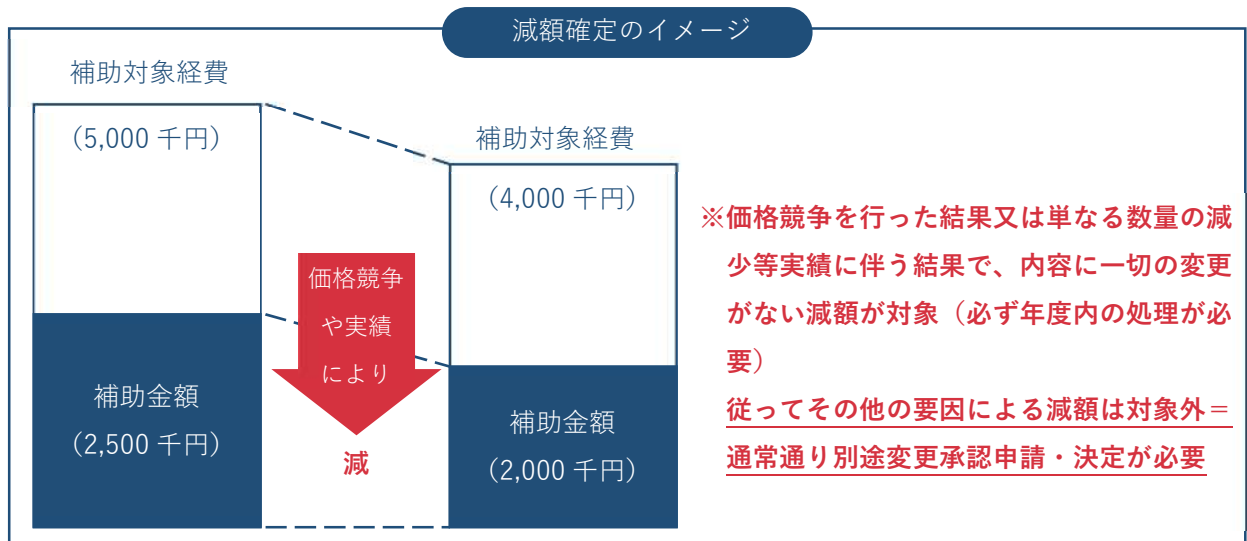 減額確定のイメージ
補助対象経費
（5,000 千円）
補助金額
（2,500 千円）
価格競争
や実績
により
減
補助対象経費
（4,000 千円）
補助金額
（2,000 千円）
※価格競争を行った結果又は単なる数量の減
少等実績に伴う結果で、内容に一切の変更
がない減額が対象（必ず年度内の処理が必
要）
従ってその他の要因による減額は対象外＝
通常通り別途変更承認申請・決定が必要